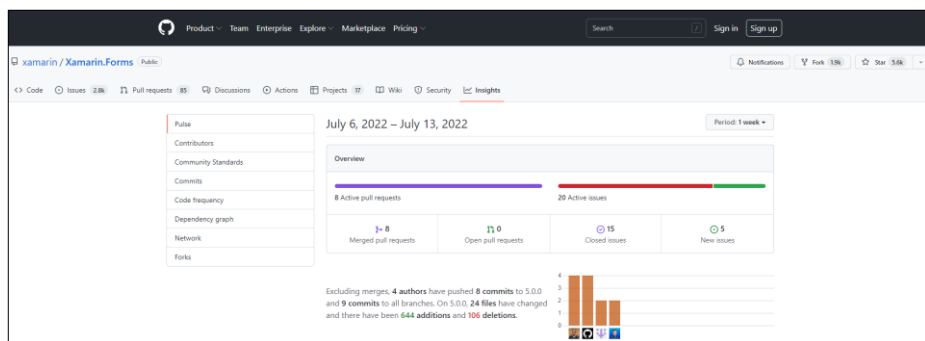 Product Team Enterprise Explore Marketplace Pricing Search / Sign in Sign up
xamarin / Xamarin.Forms Public Notifications Fork 1.9k Star 5.6k
<> Code Issues 2.8k Pull requests 85 Discussions Actions Projects 17 Wiki Security Insights
Pulse
Contributors
Community Standards
Commits
Code frequency
Dependency graph
Network
Forks
July 6, 2022 – July 13, 2022 Period: 1 week
Overview
8 Active pull requests 20 Active issues
8 0 15 5
Merged pull requests Open pull requests Closed issues New issues
Excluding merges, 4 authors have pushed 8 commits to 5.0.0
and 9 commits to all branches. On 5.0.0, 24 files have changed
and there have been 644 additions and 106 deletions.
4
3
2
1
0